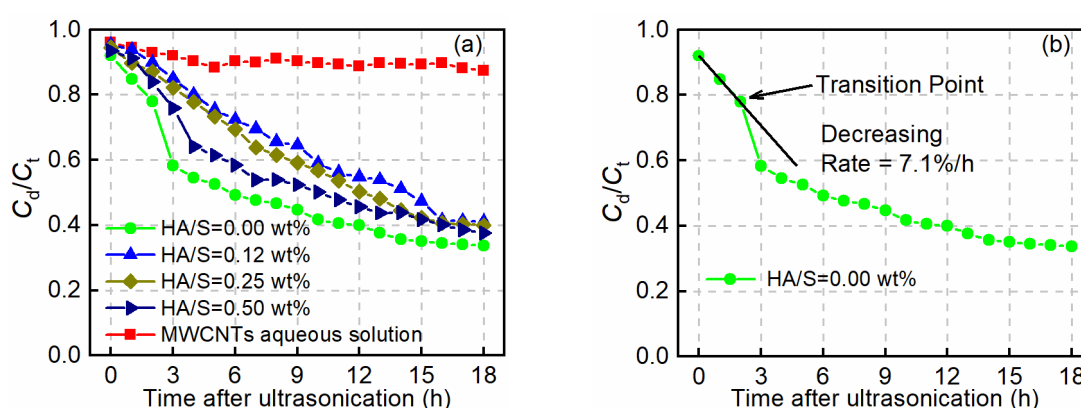 (a)
1.0
0.8
0.6
0.4
0.2
0.0
Cd/Ct
HA/S=0.00 wt%
HA/S=0.12 wt%
HA/S=0.25 wt%
HA/S=0.50 wt%
MWCNTs aqueous solution
0 3 6 9 12 15 18
Time after ultrasonication (h)
(b)
1.0
0.8
0.6
0.4
0.2
0.0
Cd/Ct
Transition Point
Decreasing
Rate = 7.1%/h
HA/S=0.00 wt%
0 3 6 9 12 15 18
Time after ultrasonication (h)